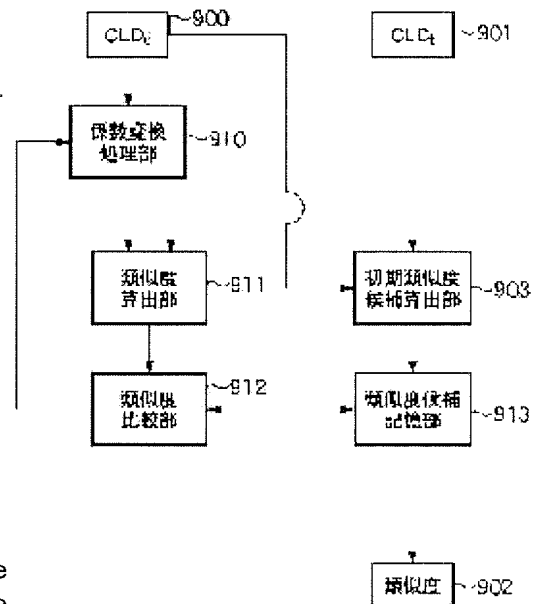 CLDq 900
CLDt 901
係数変換
処理部 910
類似度
算出部 911
初期類似度
候補算出部 903
類似度
比較部 912
類似度候補
記憶部 913
e
類似度 902